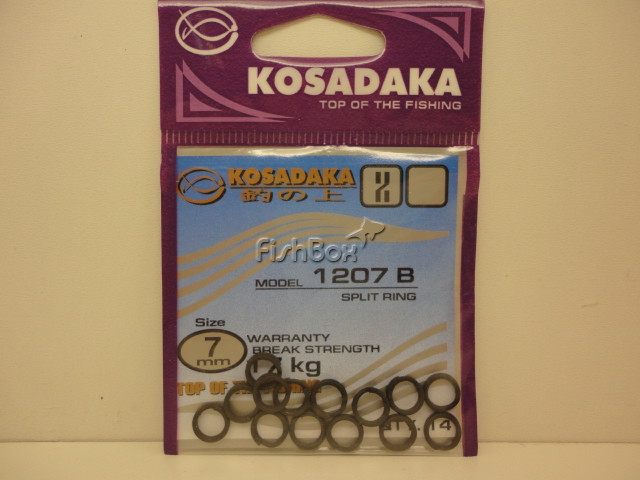 KOSADAKA
TOP OF THE FISHING
KOSADAKA
釣の上
FishBox
MODEL 1207 B
SPLIT RING
Size
7
mm
WARRANTY
BREAK STRENGTH
kg
TOP OF
QTY. 14